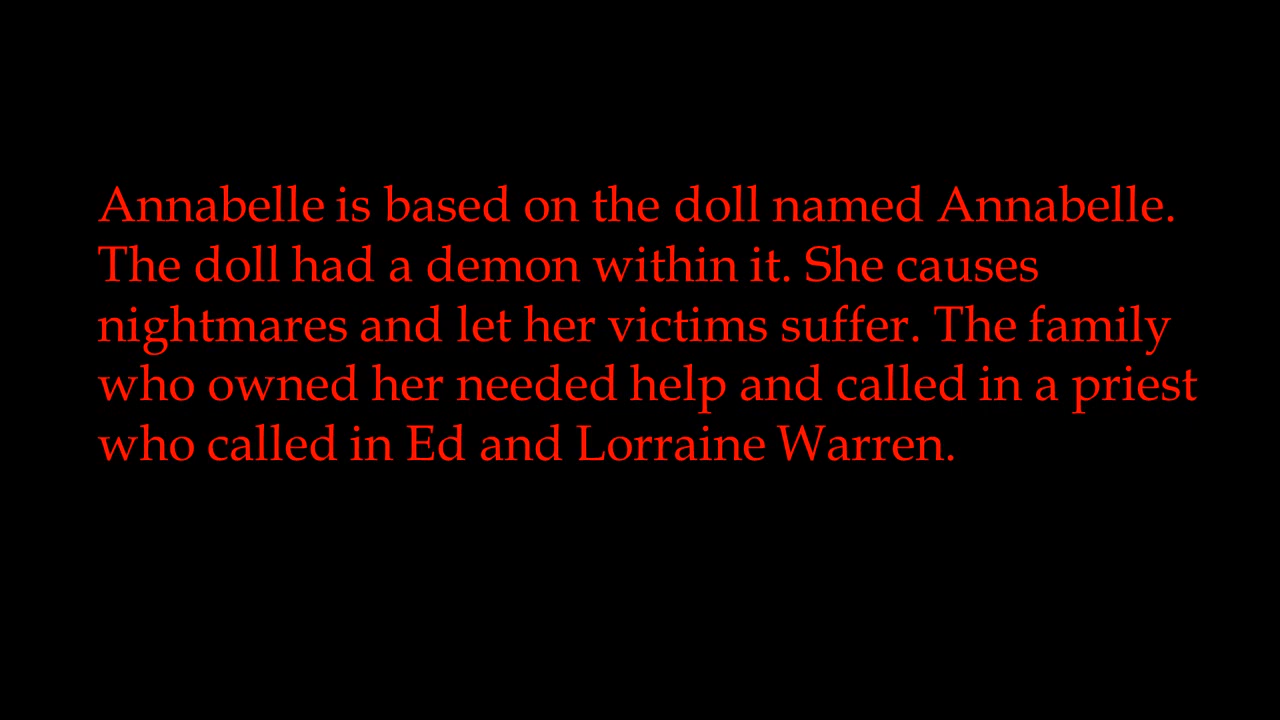 Annabelle is based on the doll named Annabelle.
The doll had a demon within it. She causes
nightmares and let her victims suffer. The family
who owned her needed help and called in a priest
who called in Ed and Lorraine Warren.